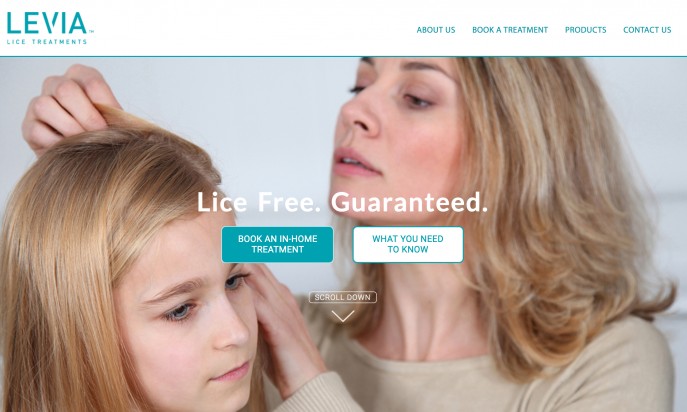 LEVIA™
LICE TREATMENTS
ABOUT US BOOK A TREATMENT PRODUCTS CONTACT US
Lice Free. Guaranteed.
BOOK AN IN-HOME
TREATMENT
WHAT YOU NEED
TO KNOW
SCROLL DOWN